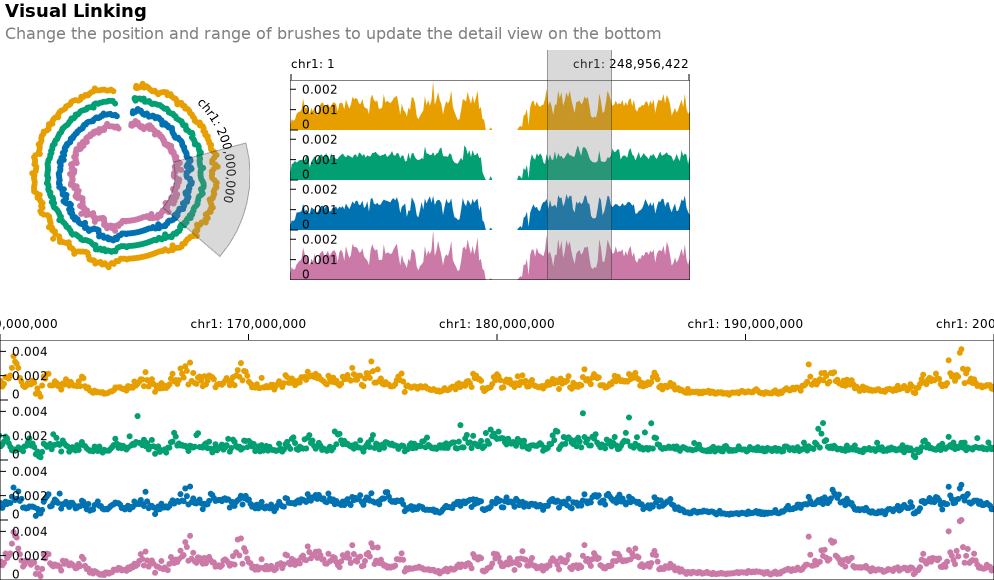 Visual Linking
Change the position and range of brushes to update the detail view on the bottom
chr1: 200,000,000
chr1: 1
chr1: 248,956,422
0.002
0.001
0
0.002
0.001
0.002
0.001
0
0.002
0.001
0
0,000,000
chr1: 170,000,000
chr1: 180,000,000
chr1: 190,000,000
chr1: 200
0.004
0.002
0
0.004
0.002
0
0.004
0.002
0
0.004
0.002
0